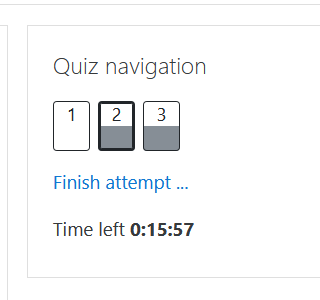 Quiz navigation
1 2 3
Finish attempt ...
Time left 0:15:57